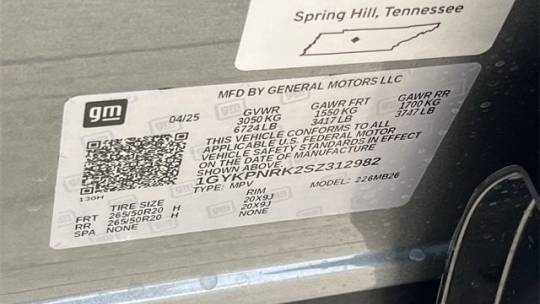 Spring Hill, Tennessee
gm
MFD BY GENERAL MOTORS LLC
04/25 GVWR GAWR FRT GAWR RR
3050 KG 1550 KG 1700 KG
6724 LB 3417 LB 3747 LB
THIS VEHICLE CONFORMS TO ALL
APPLICABLE U.S. FEDERAL MOTOR
VEHICLE SAFETY STANDARDS IN EFFECT
ON THE DATE OF MANUFACTURE
SHOWN ABOVE.
1GYKPNRK2SZ312982
TYPE: MPV MODEL: 226MB26
136H
TIRE SIZE RIM
FRT 265/50R20 H 20X9J
RR 265/50R20 H 20X9J
SPA NONE NONE